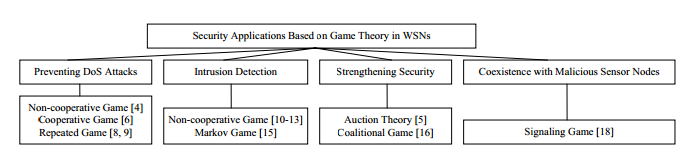 Security Applications Based on Game Theory in WSNs
Preventing DoS Attacks
Intrusion Detection
Strengthening Security
Coexistence with Malicious Sensor Nodes
Non-cooperative Game [4]
Cooperative Game [6]
Repeated Game [8, 9]
Non-cooperative Game [10-13]
Markov Game [15]
Auction Theory [5]
Coalitional Game [16]
Signaling Game [18]